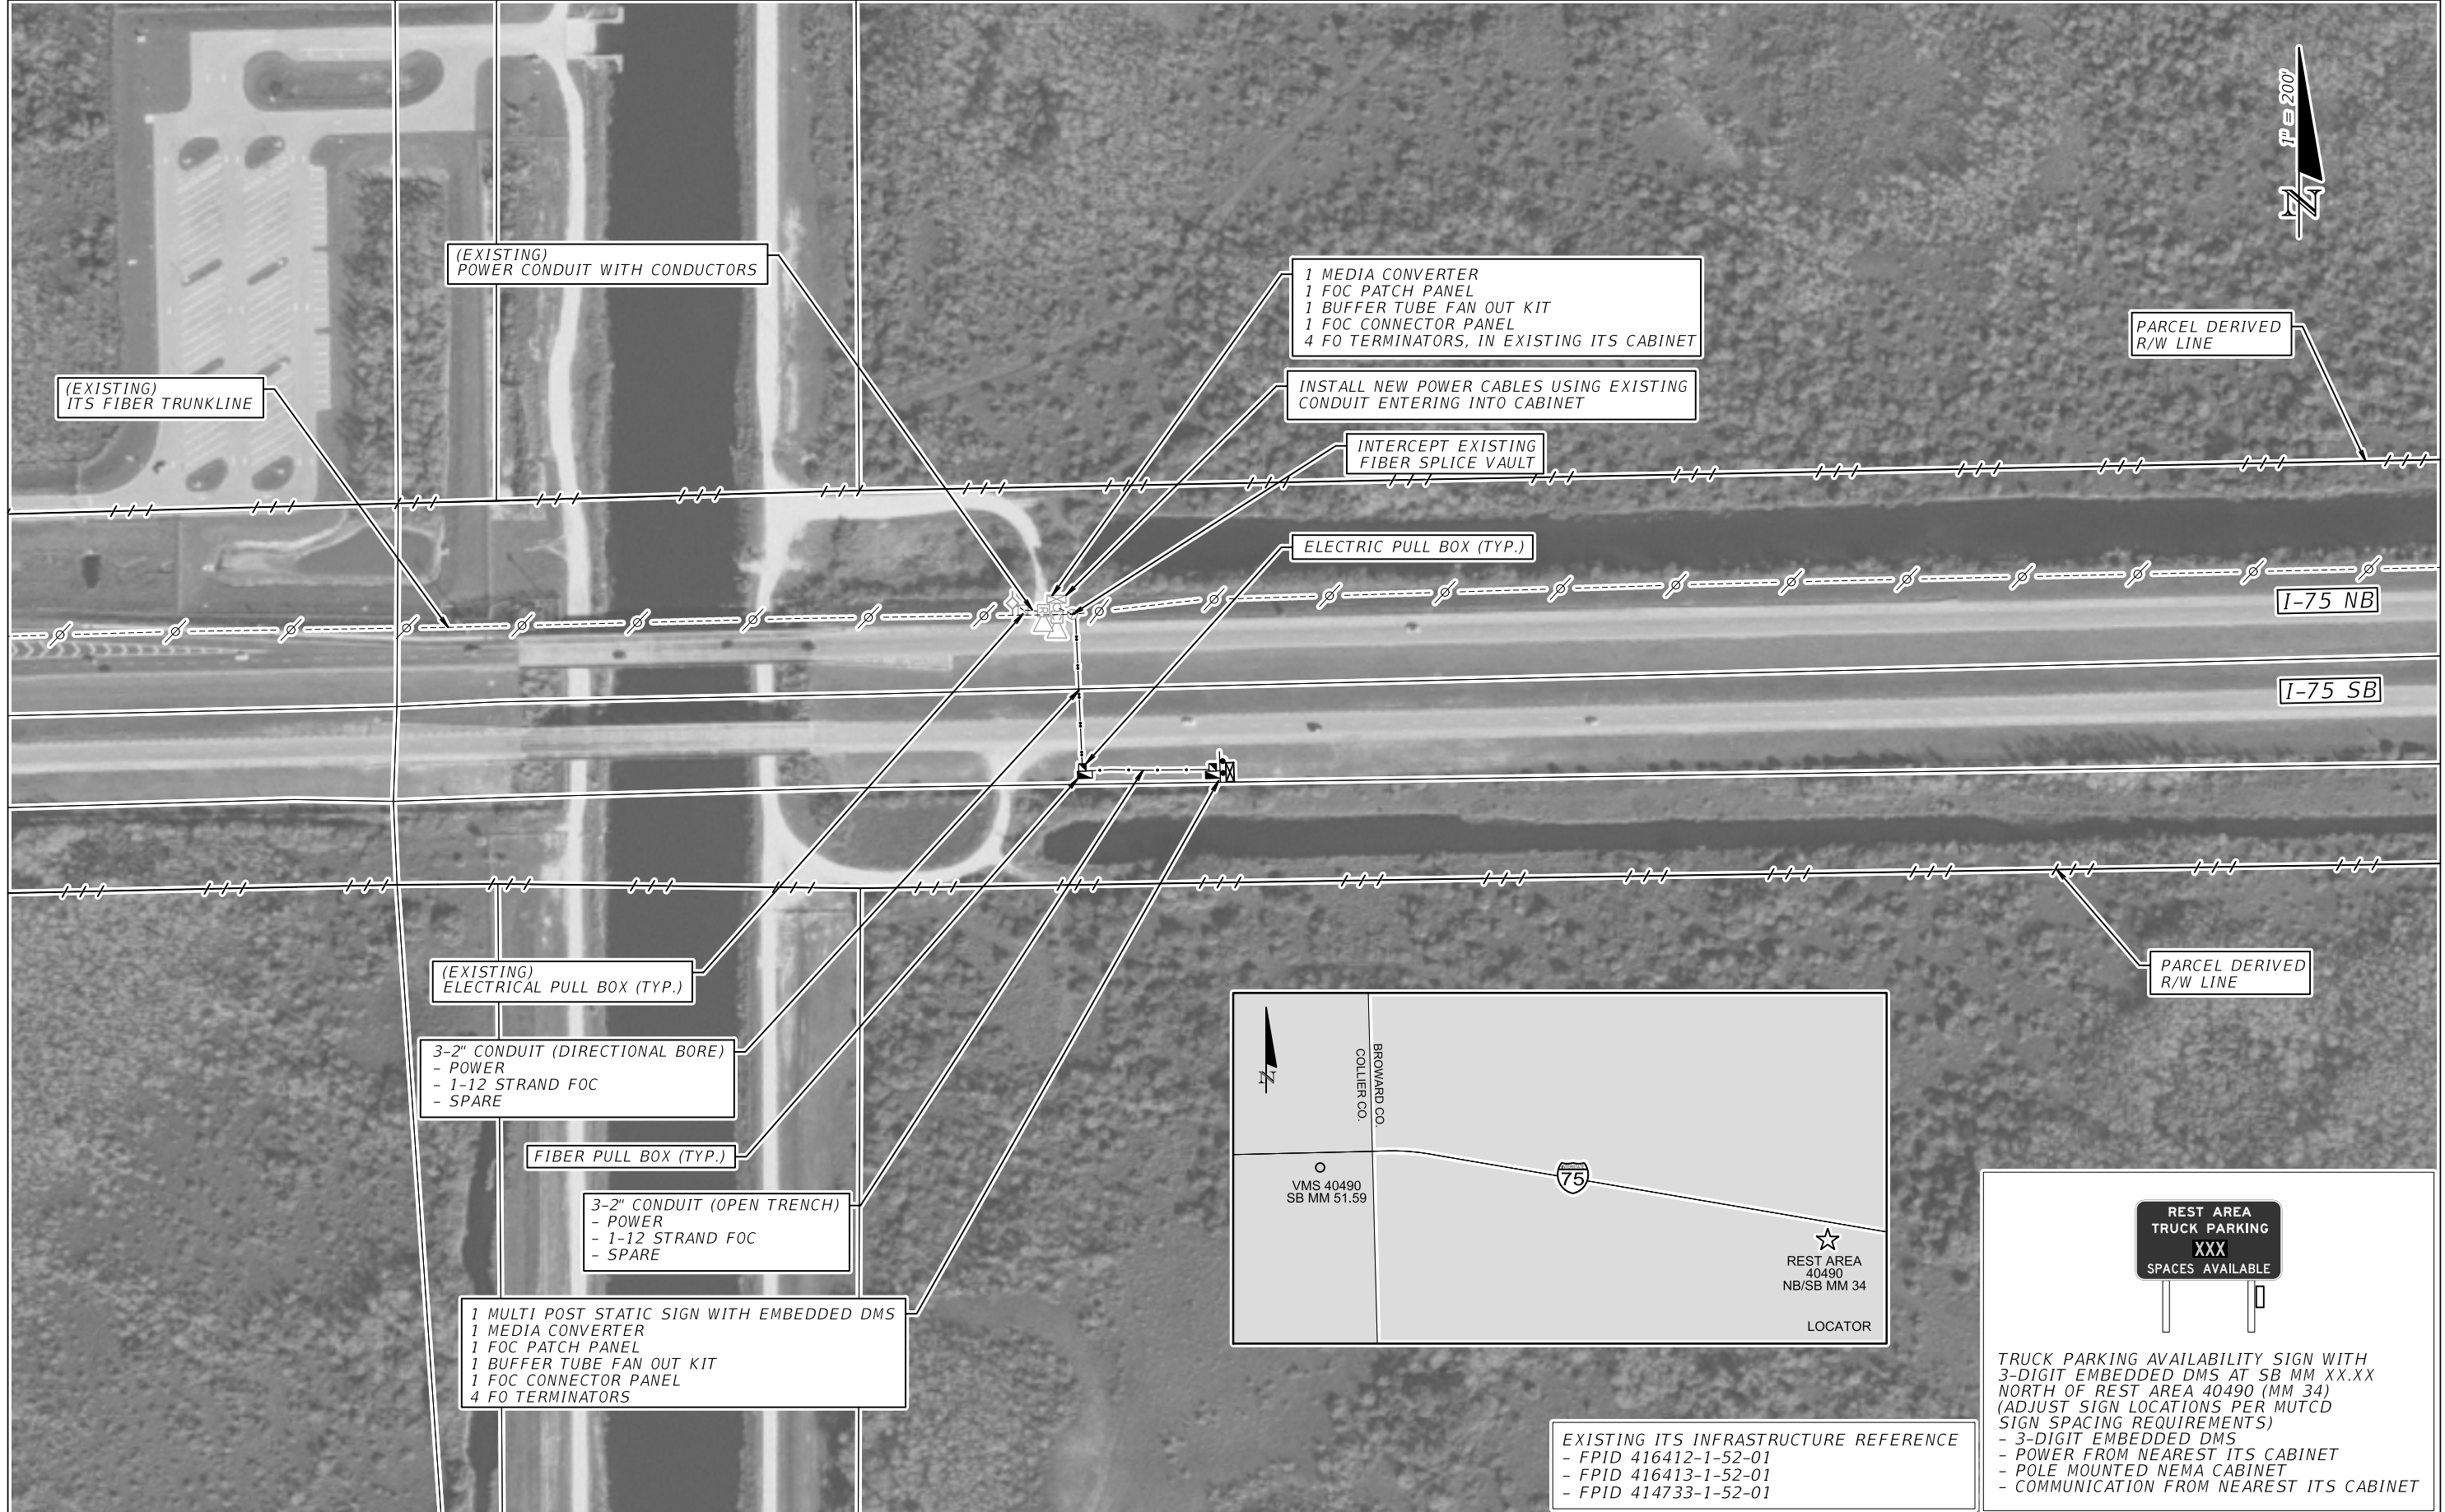 1" = 200'
N
(EXISTING)
POWER CONDUIT WITH CONDUCTORS
1 MEDIA CONVERTER
1 FOC PATCH PANEL
1 BUFFER TUBE FAN OUT KIT
1 FOC CONNECTOR PANEL
4 FO TERMINATORS, IN EXISTING ITS CABINET
PARCEL DERIVED
R/W LINE
(EXISTING)
ITS FIBER TRUNKLINE
INSTALL NEW POWER CABLES USING EXISTING
CONDUIT ENTERING INTO CABINET
INTERCEPT EXISTING
FIBER SPLICE VAULT
ELECTRIC PULL BOX (TYP.)
I-75 NB
I-75 SB
(EXISTING)
ELECTRICAL PULL BOX (TYP.)
PARCEL DERIVED
R/W LINE
3-2" CONDUIT (DIRECTIONAL BORE)
- POWER
- 1-12 STRAND FOC
- SPARE
FIBER PULL BOX (TYP.)
3-2" CONDUIT (OPEN TRENCH)
- POWER
- 1-12 STRAND FOC
- SPARE
1 MULTI POST STATIC SIGN WITH EMBEDDED DMS
1 MEDIA CONVERTER
1 FOC PATCH PANEL
1 BUFFER TUBE FAN OUT KIT
1 FOC CONNECTOR PANEL
4 FO TERMINATORS
N
BROWARD CO.
COLLIER CO.
VMS 40490
SB MM 51.59
75
REST AREA
40490
NB/SB MM 34
LOCATOR
REST AREA
TRUCK PARKING
XXX
SPACES AVAILABLE
TRUCK PARKING AVAILABILITY SIGN WITH
3-DIGIT EMBEDDED DMS AT SB MM XX.XX
NORTH OF REST AREA 40490 (MM 34)
(ADJUST SIGN LOCATIONS PER MUTCD
SIGN SPACING REQUIREMENTS)
- 3-DIGIT EMBEDDED DMS
- POWER FROM NEAREST ITS CABINET
- POLE MOUNTED NEMA CABINET
- COMMUNICATION FROM NEAREST ITS CABINET
EXISTING ITS INFRASTRUCTURE REFERENCE
- FPID 416412-1-52-01
- FPID 416413-1-52-01
- FPID 414733-1-52-01